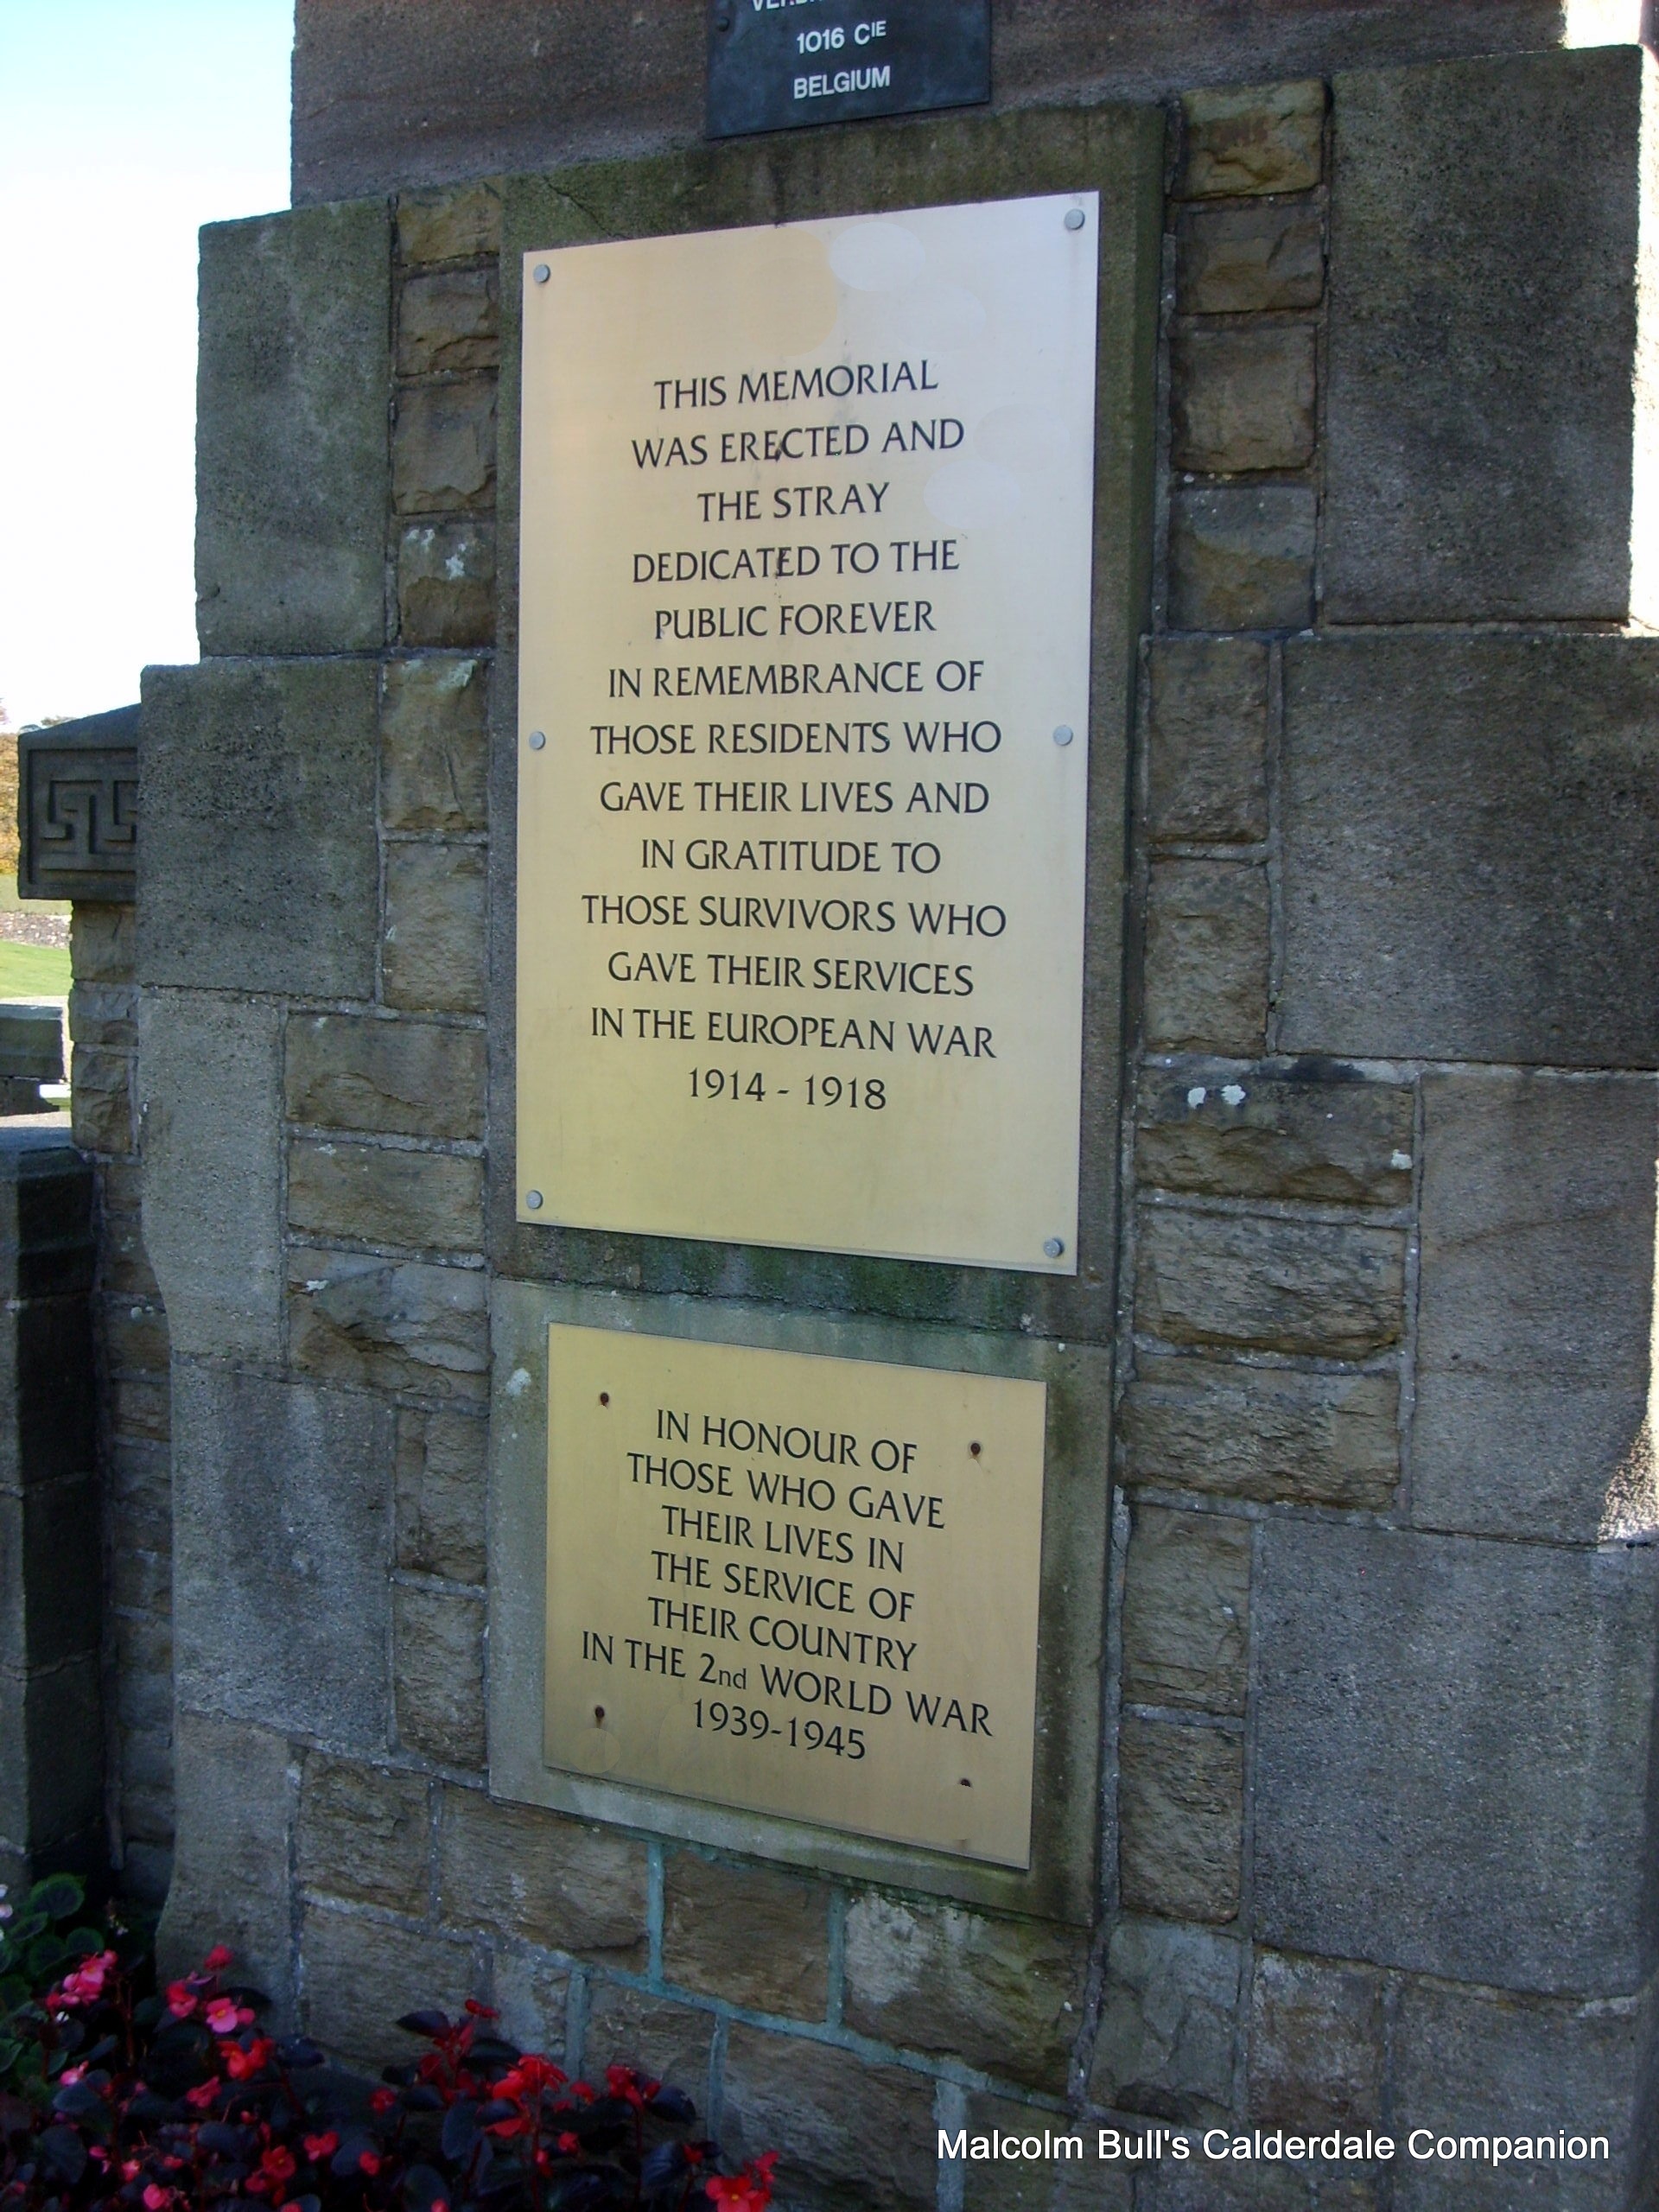 1016 CIE
BELGIUM
THIS MEMORIAL
WAS ERECTED AND
THE STRAY
DEDICATED TO THE
PUBLIC FOREVER
IN REMEMBRANCE OF
THOSE RESIDENTS WHO
GAVE THEIR LIVES AND
IN GRATITUDE TO
THOSE SURVIVORS WHO
GAVE THEIR SERVICES
IN THE EUROPEAN WAR
1914 - 1918
IN HONOUR OF
THOSE WHO GAVE
THEIR LIVES IN
THE SERVICE OF
THEIR COUNTRY
IN THE 2nd WORLD WAR
1939-1945
Malcolm Bull's Calderdale Companion